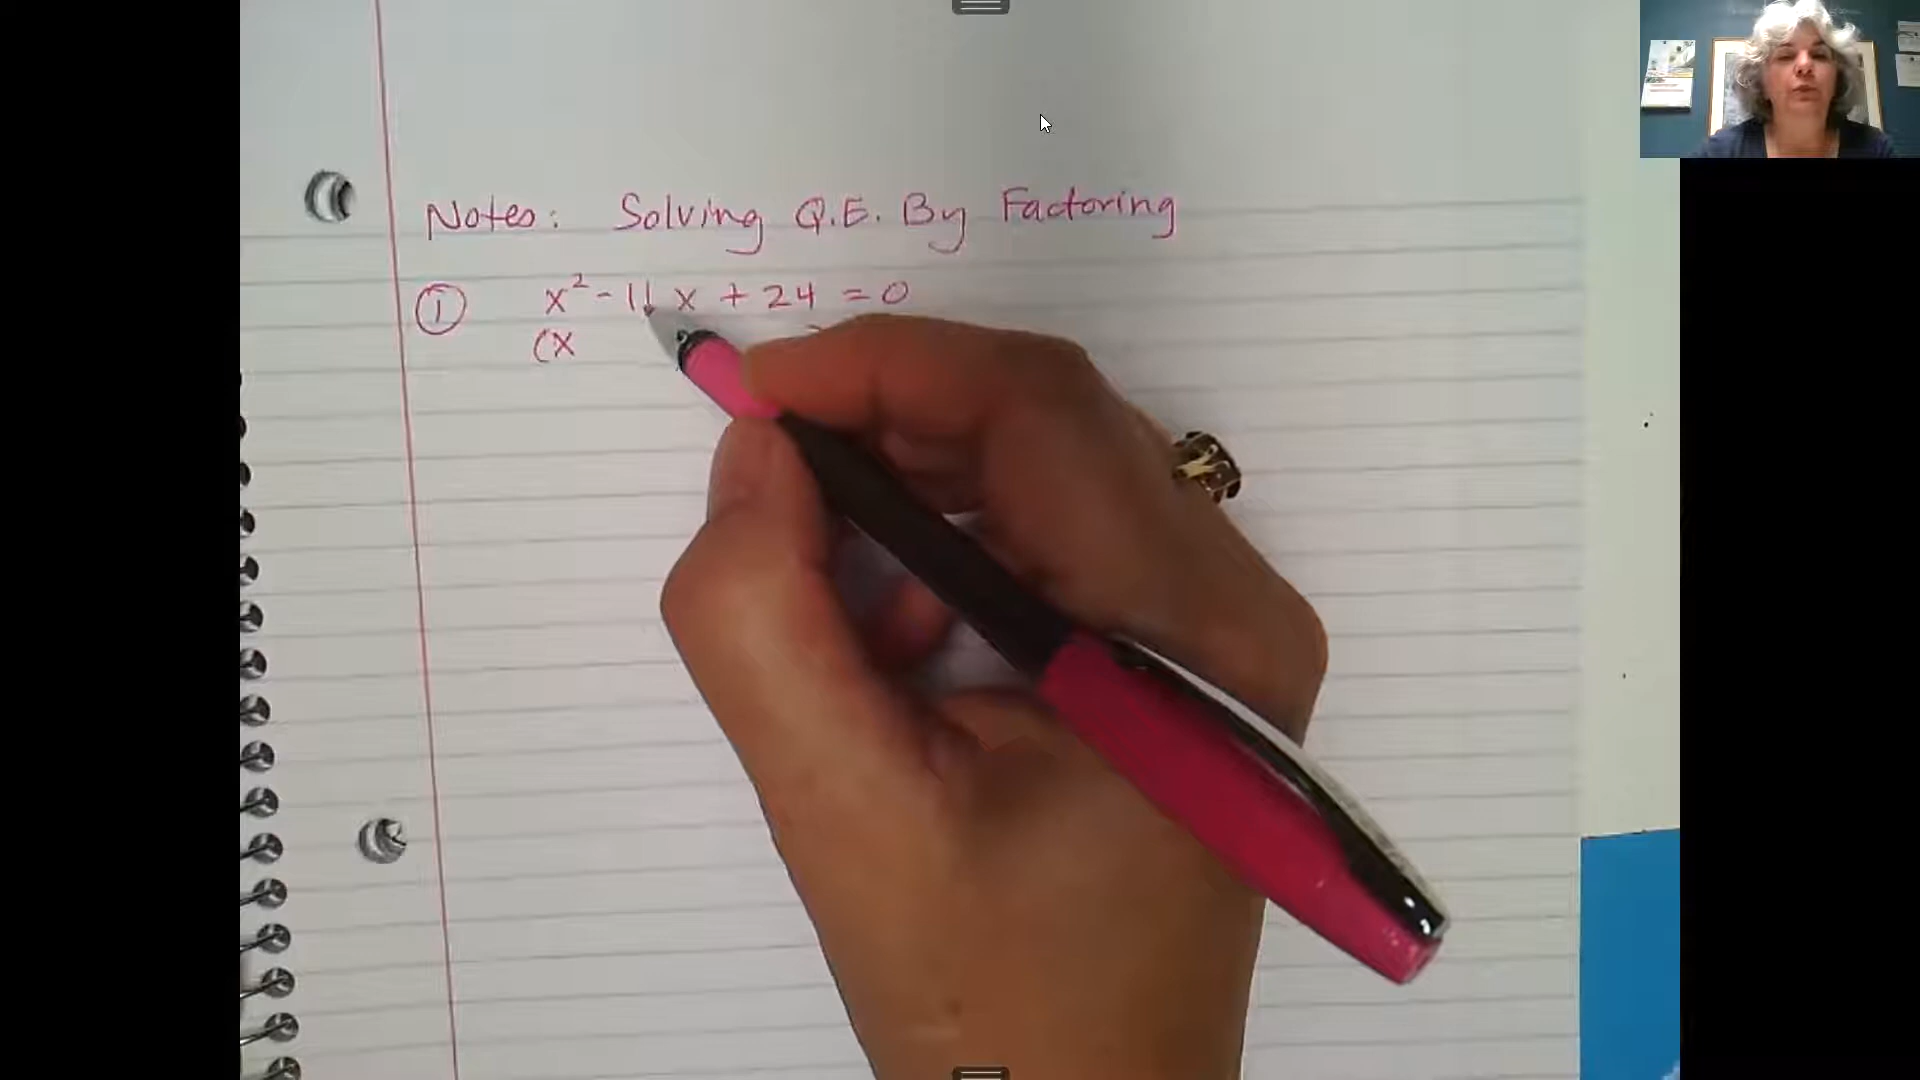 Notes: Solving Q.E. By Factoring
① x² - 11x + 24 = 0
(x